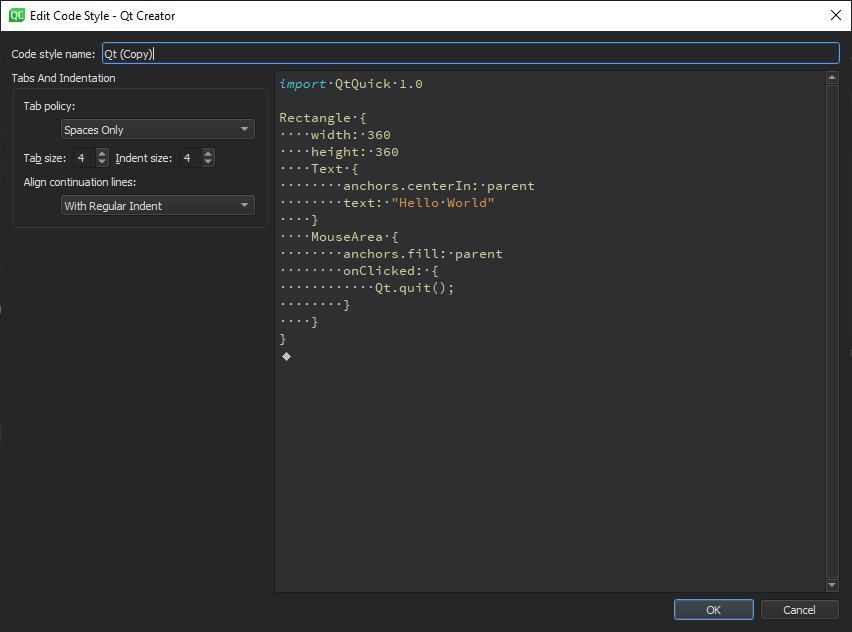 QC Edit Code Style - Qt Creator
Code style name: Qt (Copy)
Tabs And Indentation
Tab policy:
Spaces Only
Tab size: 4 Indent size: 4
Align continuation lines:
With Regular Indent
import·QtQuick·1.0
Rectangle·{
····width:·360
····height:·360
····Text·{
········anchors.centerIn:·parent
········text:·"Hello·World"
····}
····MouseArea·{
········anchors.fill:·parent
········onClicked:·{
············Qt.quit();
········}
····}
}
OK Cancel